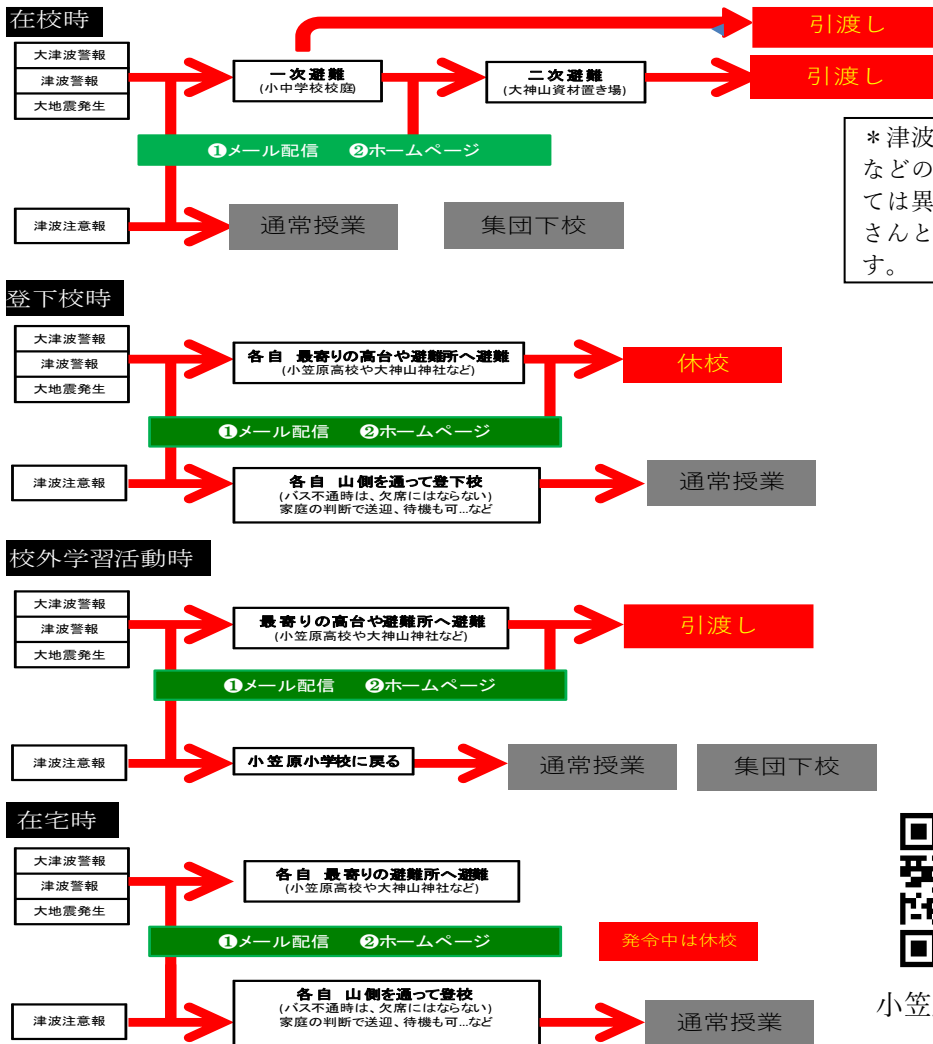 在校時
大津波警報
津波警報
大地震発生
一次避難
(小中学校校庭)
二次避難
(大神山資材置き場)
引渡し
引渡し
❶メール配信 ❷ホームページ
津波注意報
通常授業
集団下校
＊津波
などの
ては異
さんと
す。
登下校時
大津波警報
津波警報
大地震発生
各自 最寄りの高台や避難所へ避難
(小笠原高校や大神山神社など)
休校
❶メール配信 ❷ホームページ
津波注意報
各自 山側を通って登下校
(バス不通時は、欠席にはならない)
家庭の判断で送迎、待機も可...など
通常授業
校外学習活動時
大津波警報
津波警報
大地震発生
最寄りの高台や避難所へ避難
(小笠原高校や大神山神社など)
引渡し
❶メール配信 ❷ホームページ
津波注意報
小笠原小学校に戻る
通常授業
集団下校
在宅時
大津波警報
津波警報
大地震発生
各自 最寄りの避難所へ避難
(小笠原高校や大神山神社など)
❶メール配信 ❷ホームページ
発令中は休校
津波注意報
各自 山側を通って登校
(バス不通時は、欠席にはならない)
家庭の判断で送迎、待機も可...など
通常授業
小笠